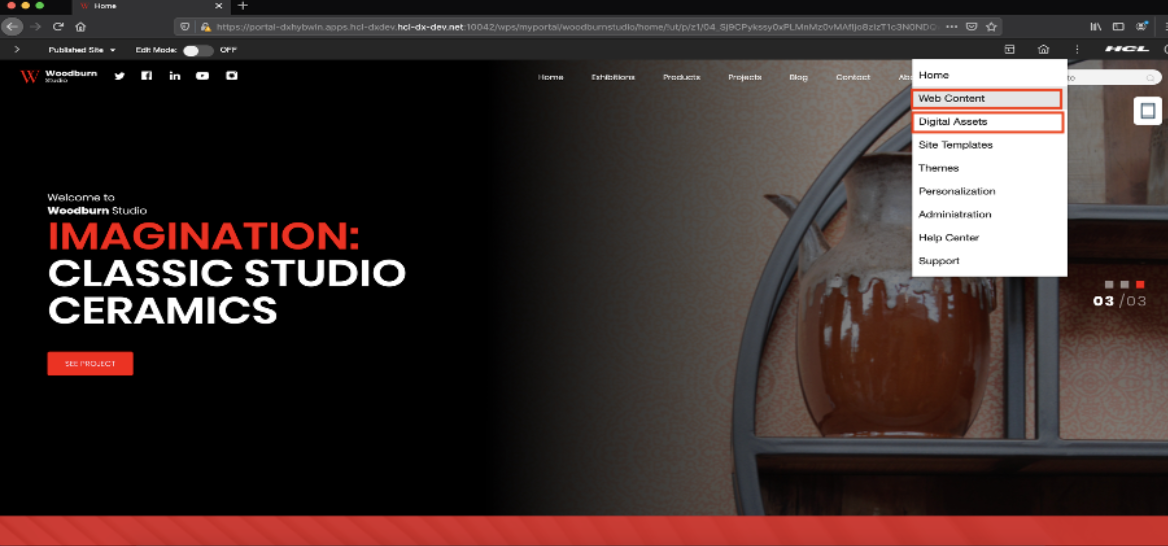 Home
https://portal-dxhybwin.apps.hcl-dxdev.hcl-dx-dev.net:10042/wps/myportal/woodburnstudio/home/!ut/p/z1/
Published Site
Edit Mode:
OFF
HCL
W
Woodburn
Studio
Home
Exhibitions
Products
Projects
Blog
Contact
Home
Web Content
Digital Assets
Site Templates
Themes
Personalization
Administration
Help Center
Support
Welcome to
Woodburn Studio
IMAGINATION:
CLASSIC STUDIO
CERAMICS
SEE PROJECT
03 /03